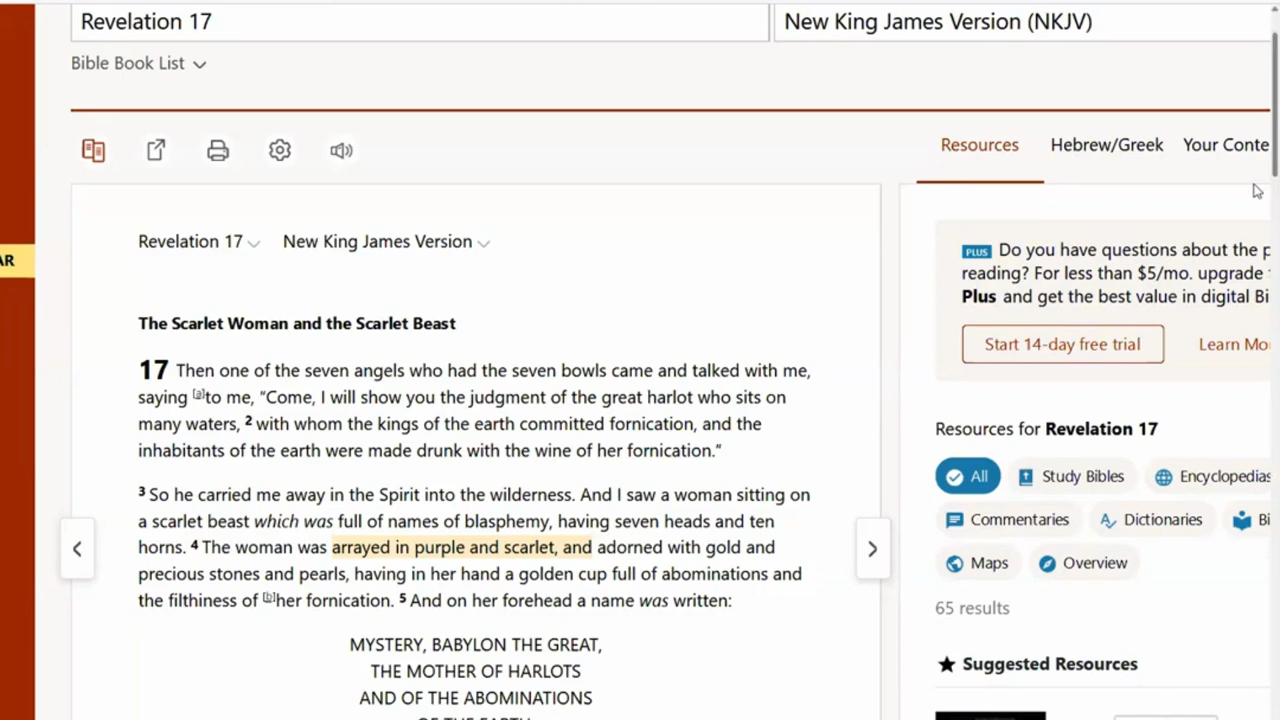 Revelation 17
New King James Version (NKJV)
Bible Book List
Resources
Hebrew/Greek
Your Conte
AR
Revelation 17
New King James Version
The Scarlet Woman and the Scarlet Beast
17 Then one of the seven angels who had the seven bowls came and talked with me,
saying [a]to me, “Come, I will show you the judgment of the great harlot who sits on
many waters, 2 with whom the kings of the earth committed fornication, and the
inhabitants of the earth were made drunk with the wine of her fornication.”
3 So he carried me away in the Spirit into the wilderness. And I saw a woman sitting on
a scarlet beast which was full of names of blasphemy, having seven heads and ten
horns. 4 The woman was arrayed in purple and scarlet, and adorned with gold and
precious stones and pearls, having in her hand a golden cup full of abominations and
the filthiness of [b]her fornication. 5 And on her forehead a name was written:
MYSTERY, BABYLON THE GREAT,
THE MOTHER OF HARLOTS
AND OF THE ABOMINATIONS
OF THE EARTH.
PLUS Do you have questions about the p
reading? For less than $5/mo. upgrade
Plus and get the best value in digital Bi
Start 14-day free trial
Learn Mo
Resources for Revelation 17
All
Study Bibles
Encyclopedias
Commentaries
Dictionaries
Bi
Maps
Overview
65 results
Suggested Resources